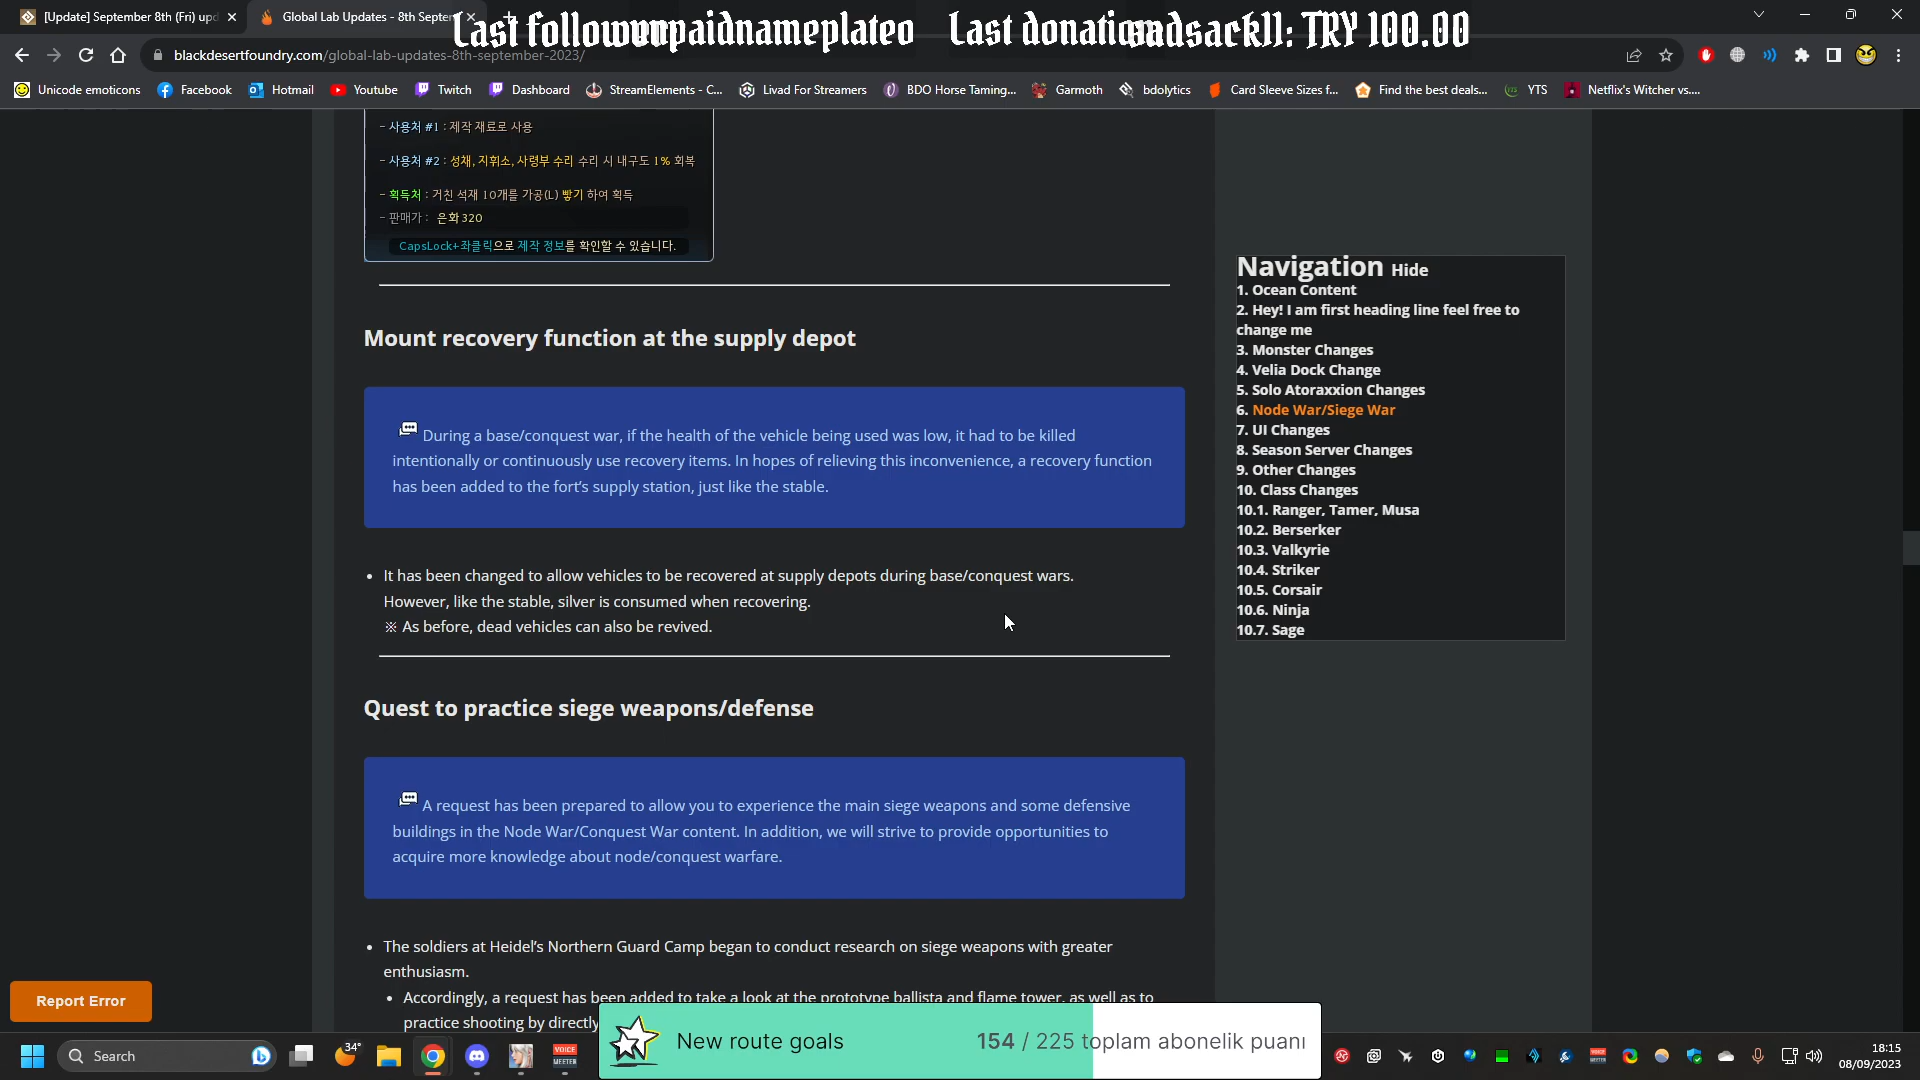 [Update] September 8th (Fri) upd
Global Lab Updates - 8th Septem
Last follower
unpaidnameplateo
Last donation
sadsackll: TRY 100.00
blackdesertfoundry.com/global-lab-updates-8th-september-2023/
Unicode emoticons
Facebook
Hotmail
Youtube
Twitch
Dashboard
StreamElements - C...
Livad For Streamers
BDO Horse Taming...
Garmoth
bdolytics
Card Sleeve Sizes f...
Find the best deals...
YTS
Netflix's Witcher vs....
- 사용처 #1 : 제작 재료로 사용
- 사용처 #2 : 성채, 지휘소, 사령부 수리 수리 시 내구도 1% 회복
- 획득처 : 거친 석재 10개를 가공(L) 빻기 하여 획득
- 판매가 : 은화 320
CapsLock+좌클릭으로 제작 정보를 확인할 수 있습니다.
Mount recovery function at the supply depot
During a base/conquest war, if the health of the vehicle being used was low, it had to be killed
intentionally or continuously use recovery items. In hopes of relieving this inconvenience, a recovery function
has been added to the fort's supply station, just like the stable.
• It has been changed to allow vehicles to be recovered at supply depots during base/conquest wars.
However, like the stable, silver is consumed when recovering.
※ As before, dead vehicles can also be revived.
Quest to practice siege weapons/defense
A request has been prepared to allow you to experience the main siege weapons and some defensive
buildings in the Node War/Conquest War content. In addition, we will strive to provide opportunities to
acquire more knowledge about node/conquest warfare.
• The soldiers at Heidel's Northern Guard Camp began to conduct research on siege weapons with greater
enthusiasm.
• Accordingly, a request has been added to take a look at the prototype ballista and flame tower, as well as to
practice shooting by directly
Navigation Hide
1. Ocean Content
2. Hey! I am first heading line feel free to
change me
3. Monster Changes
4. Velia Dock Change
5. Solo Atoraxxion Changes
6. Node War/Siege War
7. UI Changes
8. Season Server Changes
9. Other Changes
10. Class Changes
10.1. Ranger, Tamer, Musa
10.2. Berserker
10.3. Valkyrie
10.4. Striker
10.5. Corsair
10.6. Ninja
10.7. Sage
Report Error
New route goals
154 / 225 toplam abonelik puanı
Search
34°
VOICE
MEETER
18:15
08/09/2023